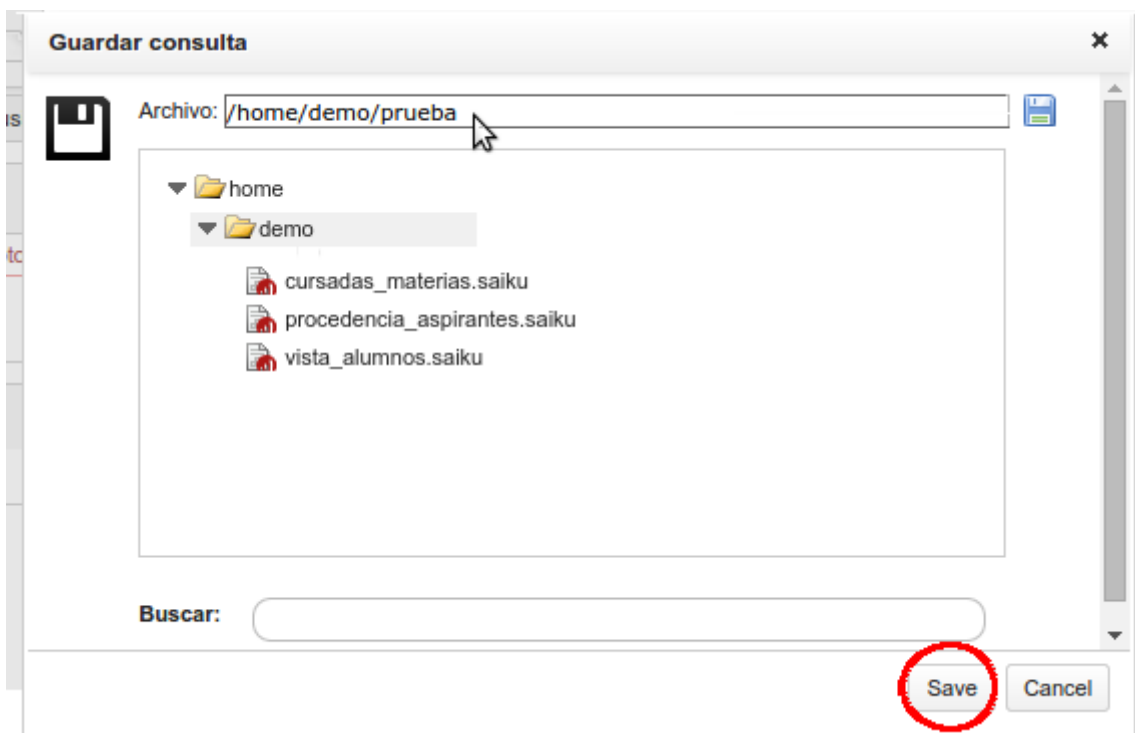 Guardar consulta
Archivo: /home/demo/prueba
home
demo
cursadas_materias.saiku
procedencia_aspirantes.saiku
vista_alumnos.saiku
Buscar:
Save Cancel